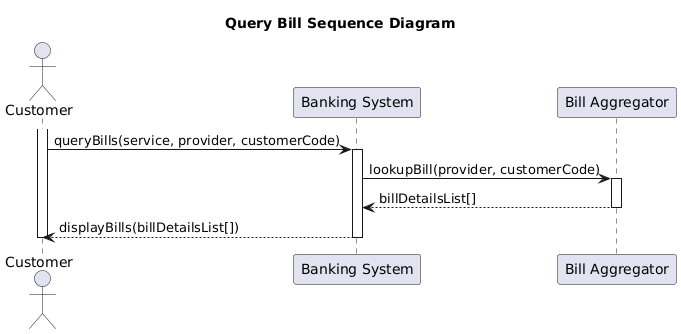 Query Bill Sequence Diagram
Customer
Banking System
Bill Aggregator
queryBills(service, provider, customerCode)
lookupBill(provider, customerCode)
billDetailsList[]
displayBills(billDetailsList[])
Customer
Banking System
Bill Aggregator